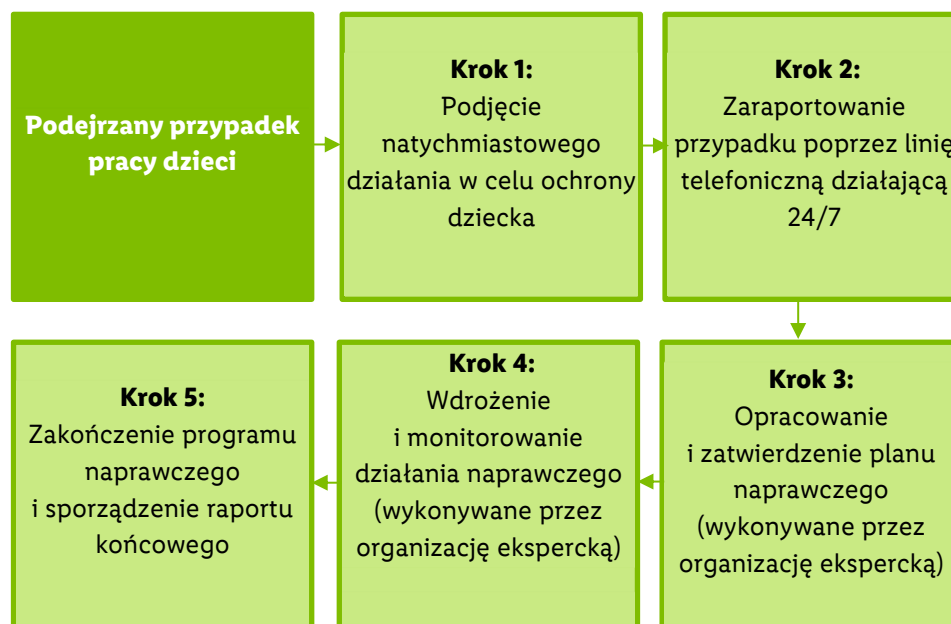 Podejrzany przypadek
pracy dzieci
Krok 1:
Podjęcie
natychmiastowego
działania w celu ochrony
dziecka
Krok 2:
Zaraportowanie
przypadku poprzez linię
telefoniczną działającą
24/7
Krok 3:
Opracowanie
i zatwierdzenie planu
naprawczego
(wykonywane przez
organizację ekspercką)
Krok 4:
Wdrożenie
i monitorowanie
działania naprawczego
(wykonywane przez
organizację ekspercką)
Krok 5:
Zakończenie programu
naprawczego
i sporządzenie raportu
końcowego